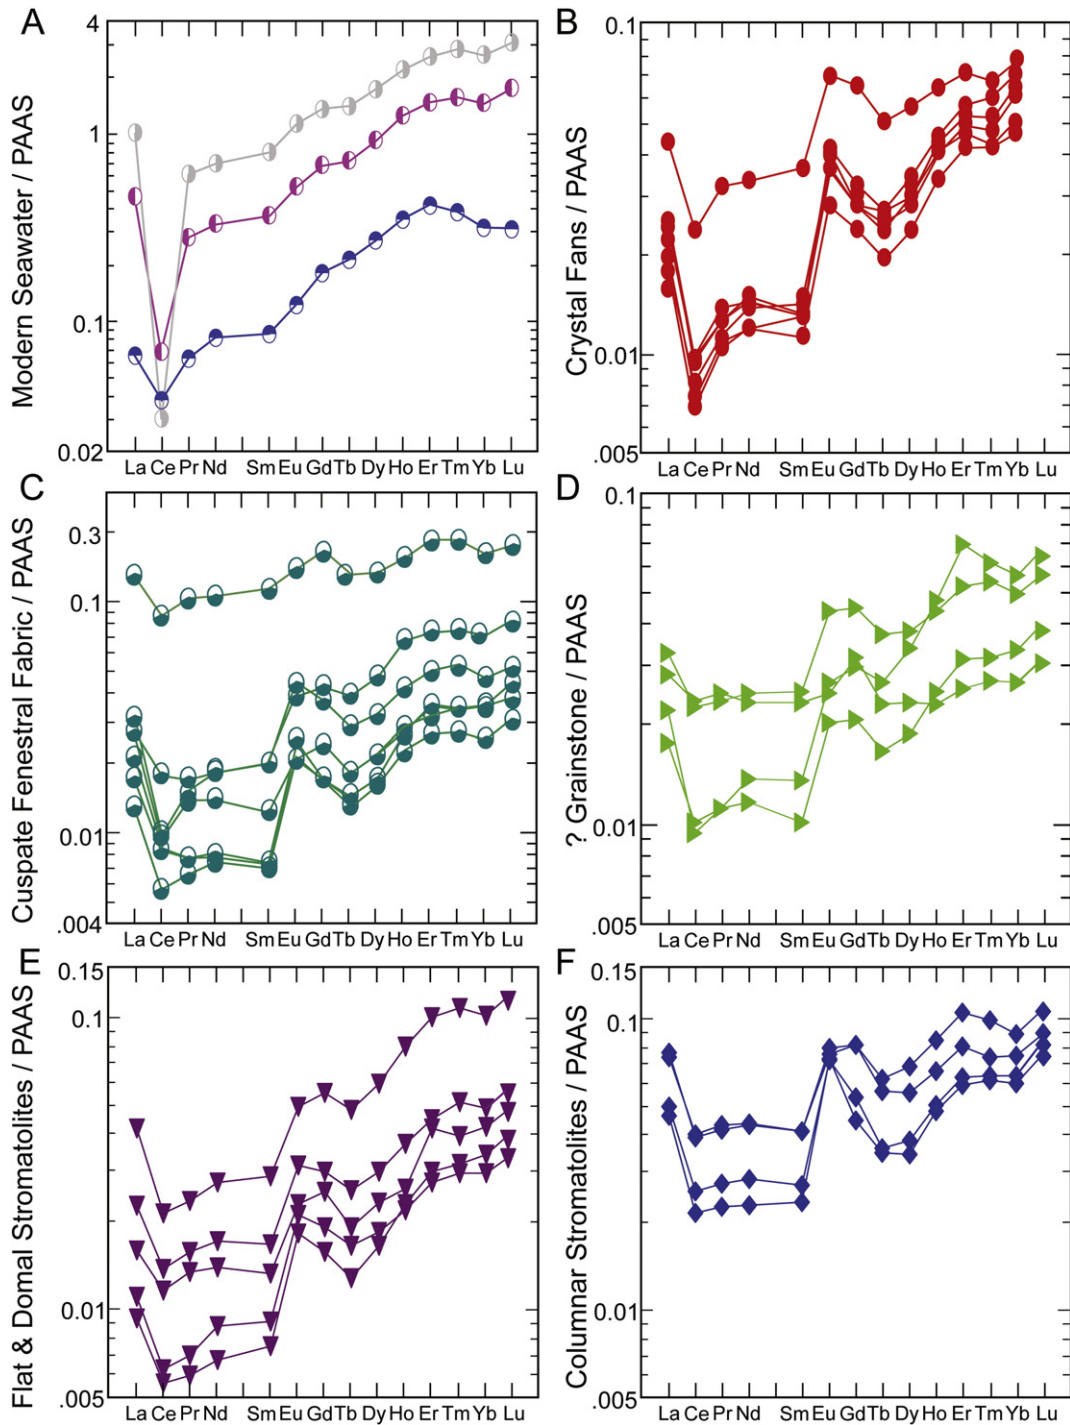 A
Modern Seawater / PAAS
4
1
0.1
0.02
La Ce Pr Nd Sm Eu Gd Tb Dy Ho Er Tm Yb Lu
B
Crystal Fans / PAAS
0.1
0.01
.005
La Ce Pr Nd Sm Eu Gd Tb Dy Ho Er Tm Yb Lu
C
Cuspate Fenestral Fabric / PAAS
0.3
0.1
0.01
.004
La Ce Pr Nd Sm Eu Gd Tb Dy Ho Er Tm Yb Lu
D
? Grainstone / PAAS
0.1
0.01
.005
La Ce Pr Nd Sm Eu Gd Tb Dy Ho Er Tm Yb Lu
E
Flat & Domal Stromatolites / PAAS
0.15
0.1
0.01
.005
La Ce Pr Nd Sm Eu Gd Tb Dy Ho Er Tm Yb Lu
F
Columnar Stromatolites / PAAS
0.15
0.1
0.01
.005
La Ce Pr Nd Sm Eu Gd Tb Dy Ho Er Tm Yb Lu